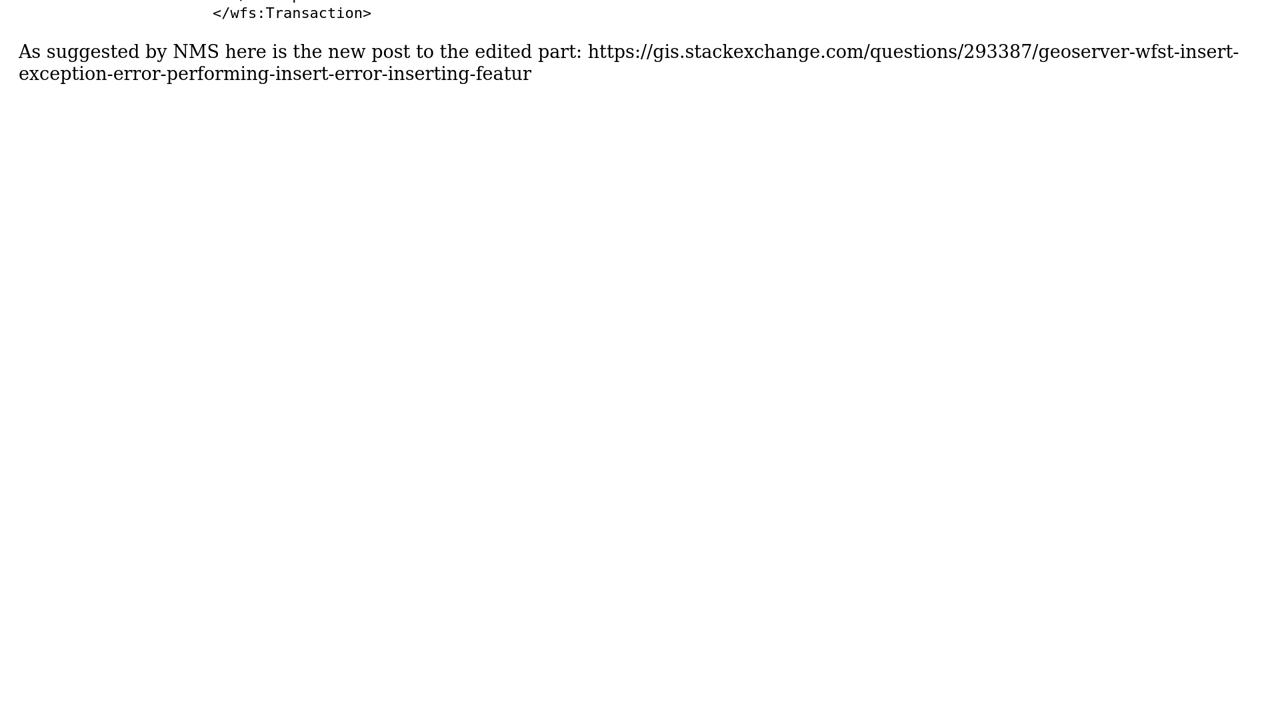 </wfs:Transaction>
As suggested by NMS here is the new post to the edited part: https://gis.stackexchange.com/questions/293387/geoserver-wfst-insert-
exception-error-performing-insert-error-inserting-featur